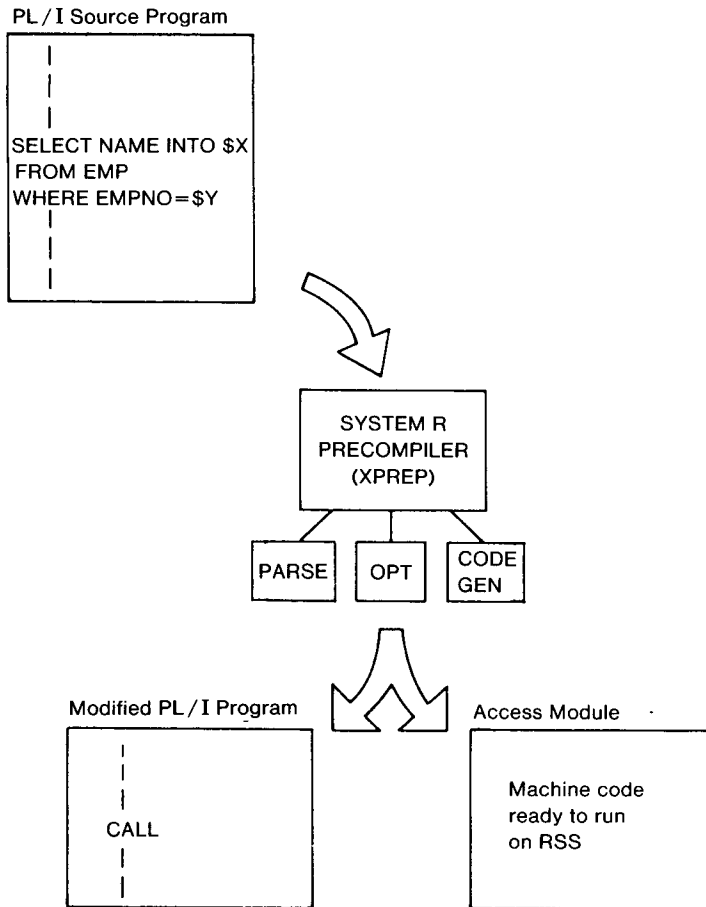 PL/I Source Program
SELECT NAME INTO $X
FROM EMP
WHERE EMPNO=$Y
SYSTEM R
PRECOMPILER
(XPREP)
PARSE
OPT
CODE
GEN
Modified PL/I Program
CALL
Access Module
Machine code
ready to run
on RSS